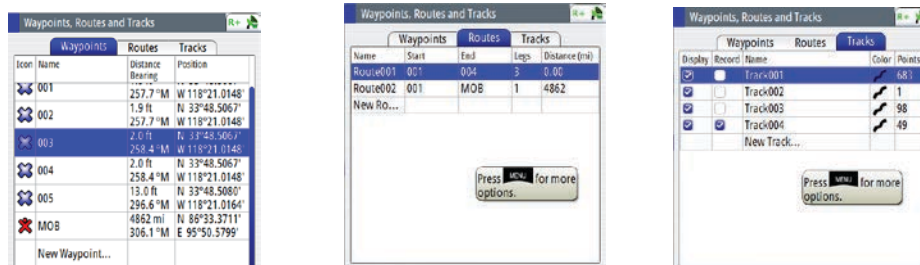 Waypoints, Routes and Tracks R+
Waypoints Routes Tracks
Icon Name Distance Position
Bearing
001 257.7 °M W 118°21.0148'
1.9 ft N 33°48.5067'
002 257.7 °M W 118°21.0148'
2.0 ft N 33°48.5067'
003 258.4 °M W 118°21.0148'
2.0 ft N 33°48.5067'
004 258.4 °M W 118°21.0148'
13.0 ft N 33°48.5080'
005 296.6 °M W 118°21.0164'
4862 mi N 86°33.3711'
MOB 306.1 °M E 95°50.5799'
New Waypoint...
Waypoints, Routes and Tracks R+
Waypoints Routes Tracks
Name Start End Legs Distance (mi)
Route001 001 004 3 0.00
Route002 001 MOB 1 4862
New Ro...
Press MENU for more
options.
Waypoints, Routes and Tracks R+
Waypoints Routes Tracks
Display Record Name Color Points
Track001 683
Track002 1
Track003 98
Track004 49
New Track...
Press MENU for more
options.